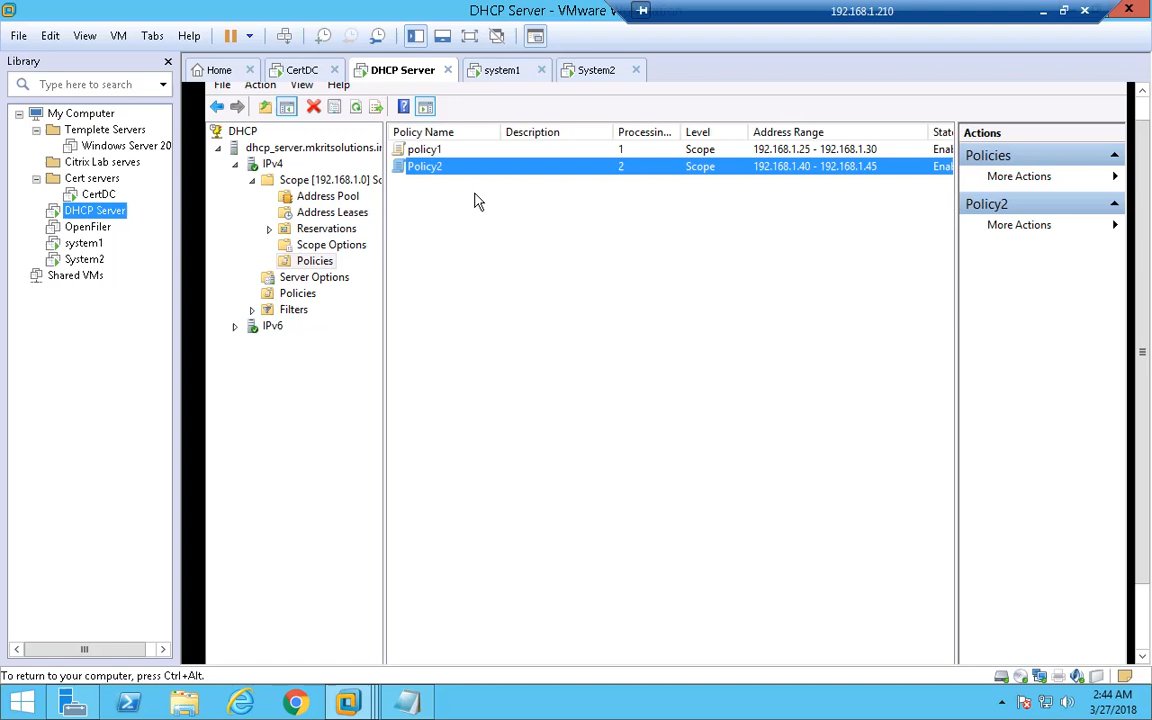 DHCP Server - VMware W
192.168.1.210
File Edit View VM Tabs Help
Library
Type here to search
Home
CertDC
DHCP Server
system1
System2
File Action View Help
My Computer
Template Servers
Windows Server 20
Citrix Lab serves
Cert servers
CertDC
DHCP Server
OpenFiler
system1
System2
Shared VMs
DHCP
dhcp_server.mkritsolutions.in
IPv4
Scope [192.168.1.0] Sc
Address Pool
Address Leases
Reservations
Scope Options
Policies
Server Options
Policies
Filters
IPv6
Policy Name Description Processin... Level Address Range State
policy1 1 Scope 192.168.1.25 - 192.168.1.30 Enab
Policy2 2 Scope 192.168.1.40 - 192.168.1.45 Enab
Actions
Policies
More Actions
Policy2
More Actions
To return to your computer, press Ctrl+Alt.
2:44 AM
3/27/2018